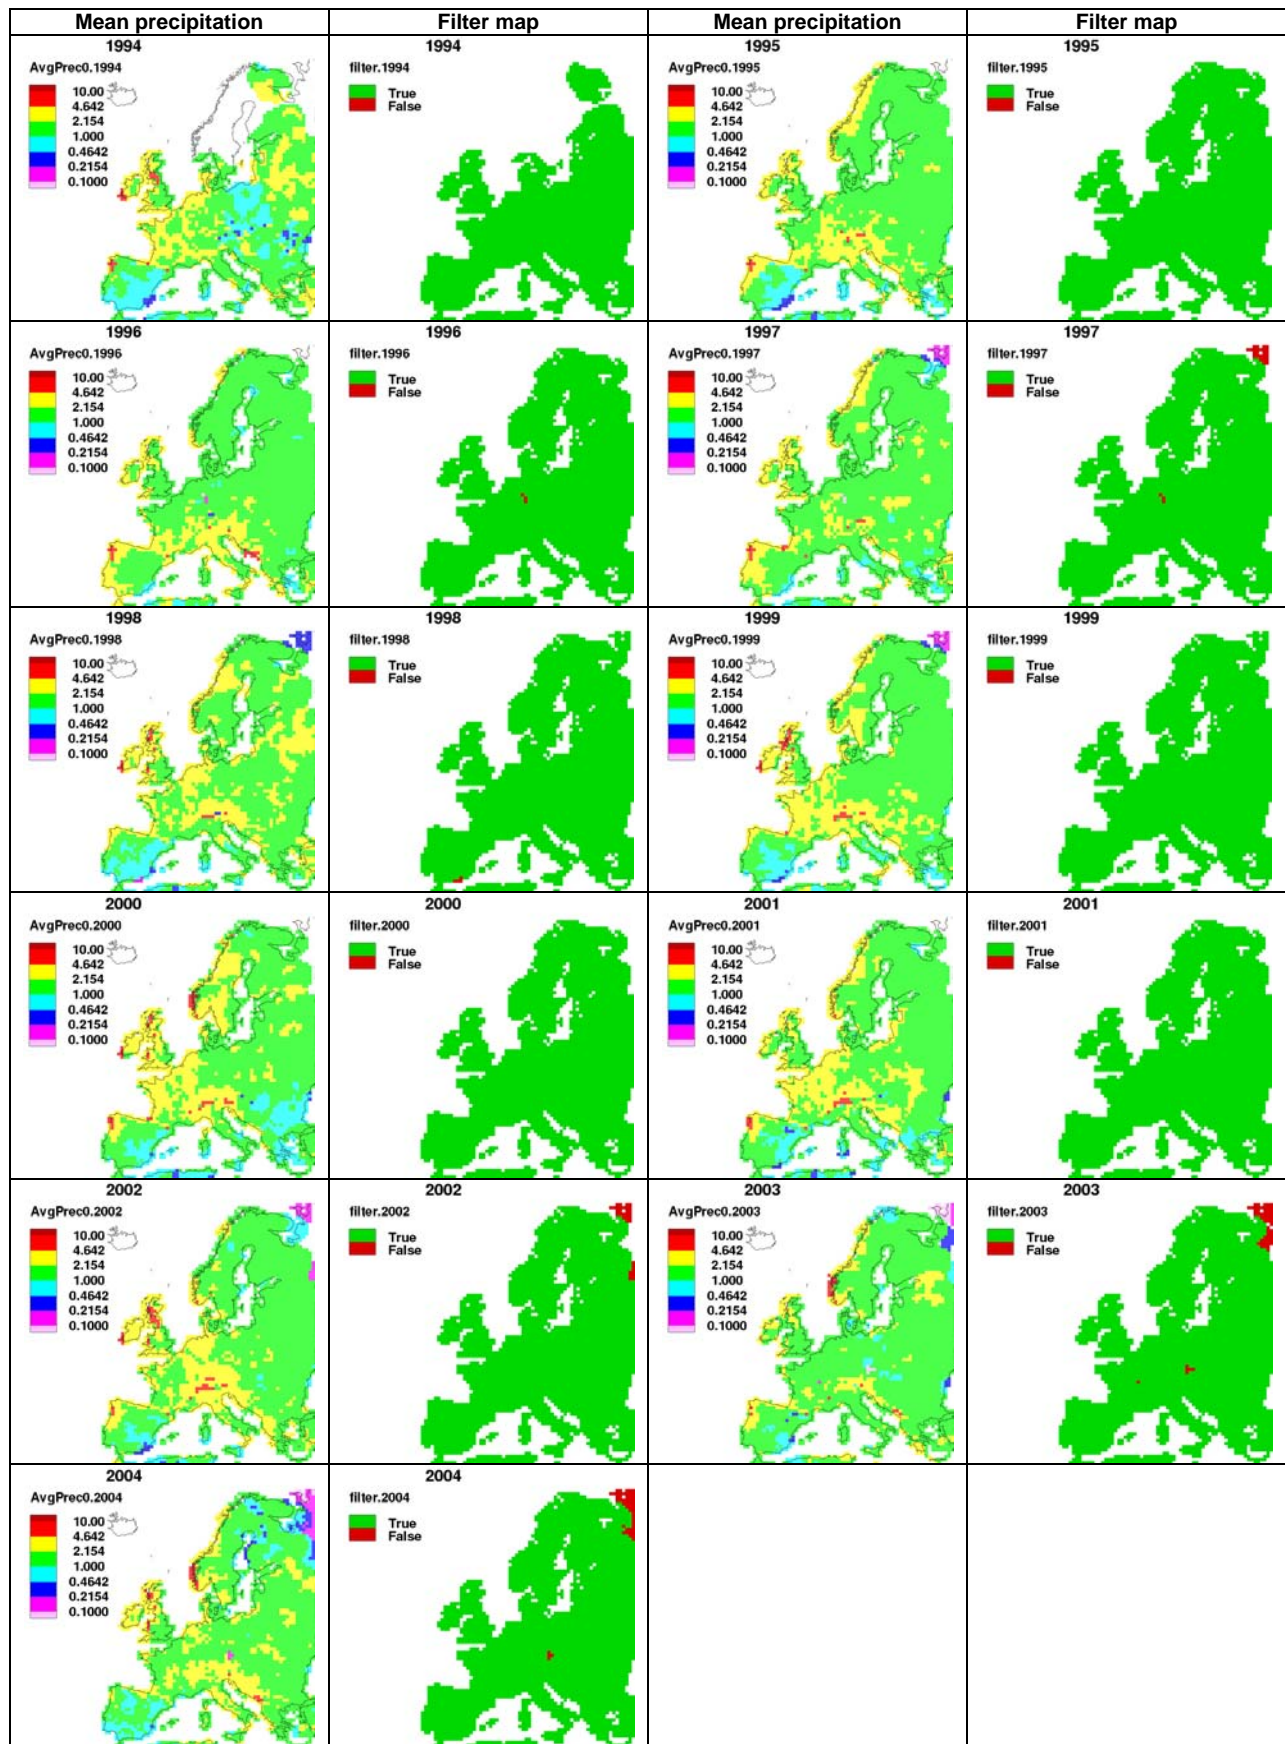 Mean precipitation Filter map Mean precipitation Filter map
1994 1994 1995 1995
AvgPrec0.1994 filter.1994 AvgPrec0.1995 filter.1995
10.00 True 10.00 True
4.642 False 4.642 False
2.154 2.154
1.000 1.000
0.4642 0.4642
0.2154 0.2154
0.1000 0.1000
1996 1996 1997 1997
AvgPrec0.1996 filter.1996 AvgPrec0.1997 filter.1997
10.00 True 10.00 True
4.642 False 4.642 False
2.154 2.154
1.000 1.000
0.4642 0.4642
0.2154 0.2154
0.1000 0.1000
1998 1998 1999 1999
AvgPrec0.1998 filter.1998 AvgPrec0.1999 filter.1999
10.00 True 10.00 True
4.642 False 4.642 False
2.154 2.154
1.000 1.000
0.4642 0.4642
0.2154 0.2154
0.1000 0.1000
2000 2000 2001 2001
AvgPrec0.2000 filter.2000 AvgPrec0.2001 filter.2001
10.00 True 10.00 True
4.642 False 4.642 False
2.154 2.154
1.000 1.000
0.4642 0.4642
0.2154 0.2154
0.1000 0.1000
2002 2002 2003 2003
AvgPrec0.2002 filter.2002 AvgPrec0.2003 filter.2003
10.00 True 10.00 True
4.642 False 4.642 False
2.154 2.154
1.000 1.000
0.4642 0.4642
0.2154 0.2154
0.1000 0.1000
2004 2004
AvgPrec0.2004 filter.2004
10.00 True
4.642 False
2.154
1.000
0.4642
0.2154
0.1000